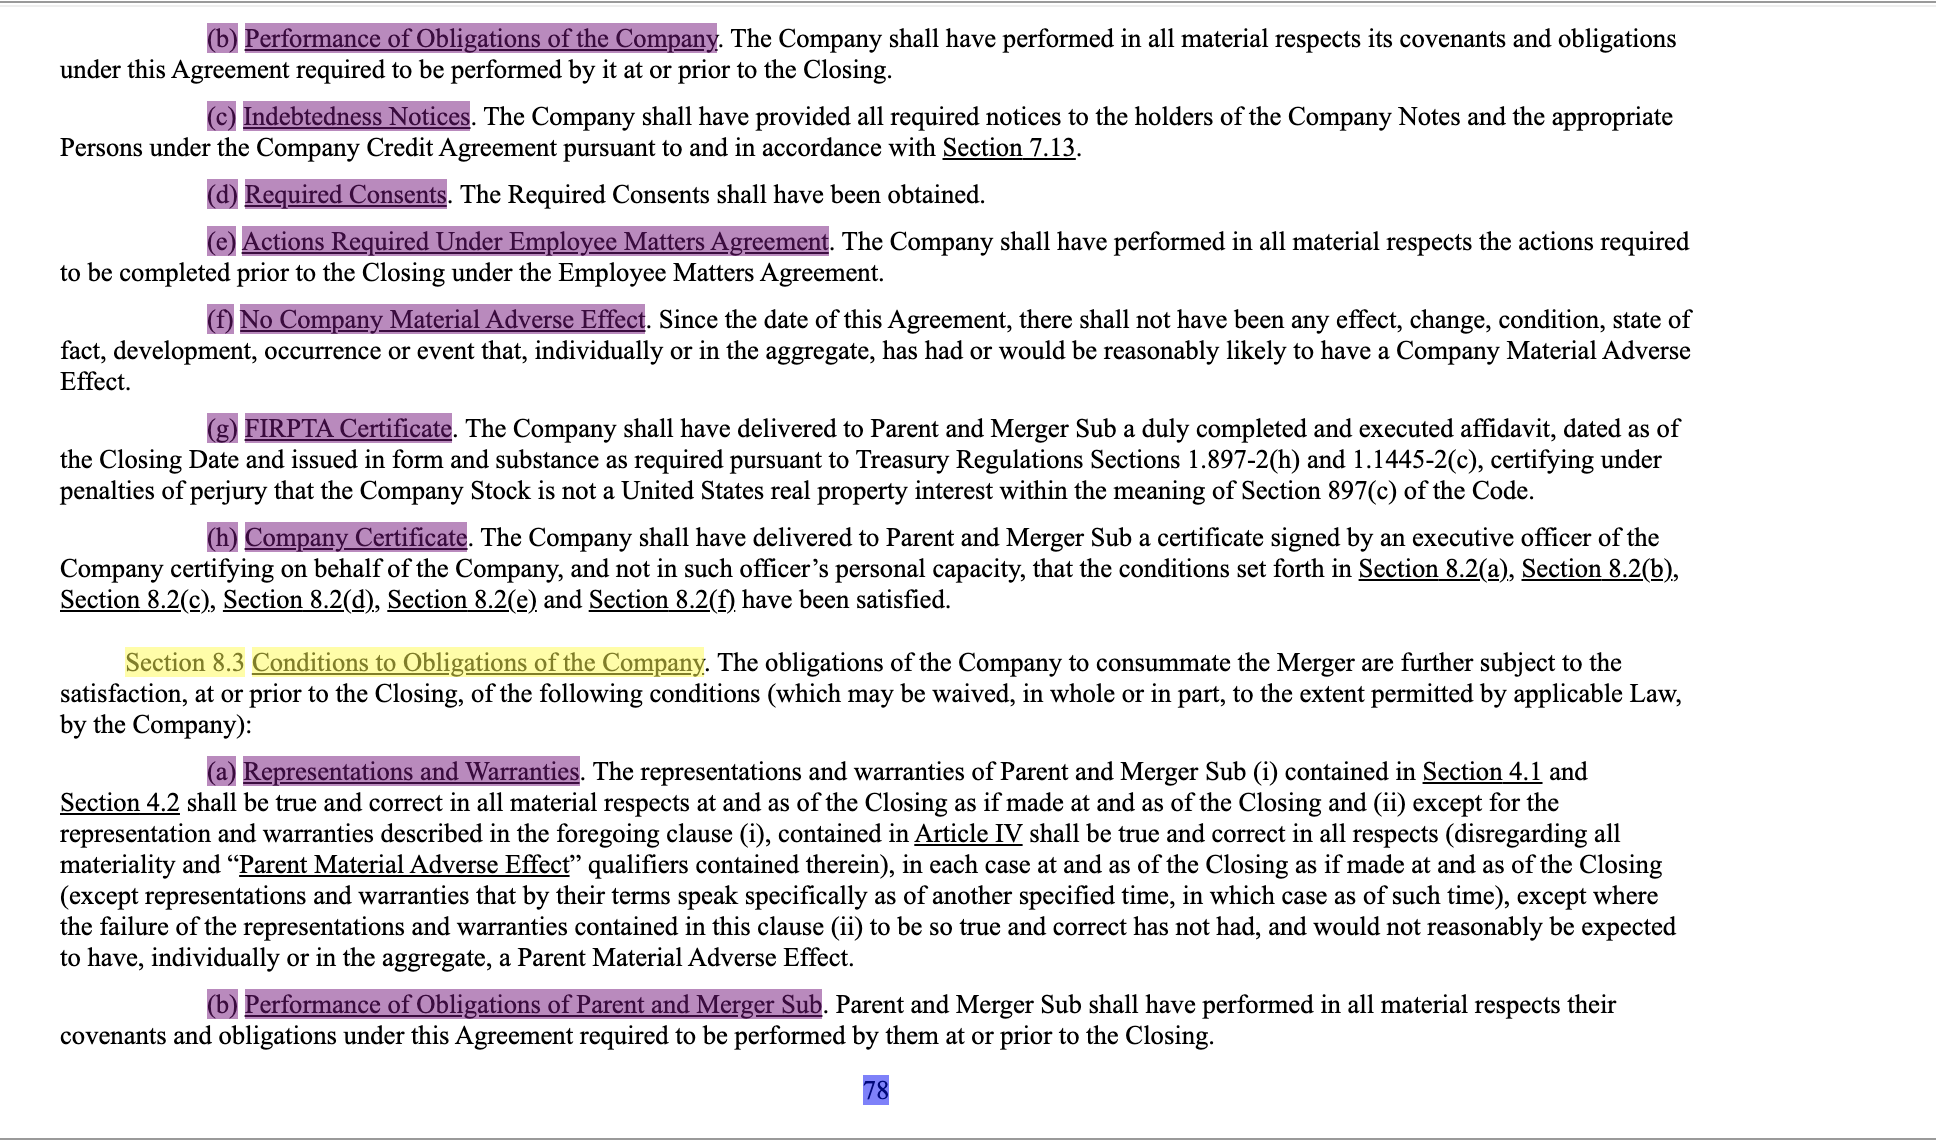 (b) Performance of Obligations of the Company. The Company shall have performed in all material respects its covenants and obligations
under this Agreement required to be performed by it at or prior to the Closing.
(c) Indebtedness Notices. The Company shall have provided all required notices to the holders of the Company Notes and the appropriate
Persons under the Company Credit Agreement pursuant to and in accordance with Section 7.13.
(d) Required Consents. The Required Consents shall have been obtained.
(e) Actions Required Under Employee Matters Agreement. The Company shall have performed in all material respects the actions required
to be completed prior to the Closing under the Employee Matters Agreement.
(f) No Company Material Adverse Effect. Since the date of this Agreement, there shall not have been any effect, change, condition, state of
fact, development, occurrence or event that, individually or in the aggregate, has had or would be reasonably likely to have a Company Material Adverse
Effect.
(g) FIRPTA Certificate. The Company shall have delivered to Parent and Merger Sub a duly completed and executed affidavit, dated as of
the Closing Date and issued in form and substance as required pursuant to Treasury Regulations Sections 1.897-2(h) and 1.1445-2(c), certifying under
penalties of perjury that the Company Stock is not a United States real property interest within the meaning of Section 897(c) of the Code.
(h) Company Certificate. The Company shall have delivered to Parent and Merger Sub a certificate signed by an executive officer of the
Company certifying on behalf of the Company, and not in such officer’s personal capacity, that the conditions set forth in Section 8.2(a), Section 8.2(b),
Section 8.2(c), Section 8.2(d), Section 8.2(e) and Section 8.2(f) have been satisfied.
Section 8.3 Conditions to Obligations of the Company. The obligations of the Company to consummate the Merger are further subject to the
satisfaction, at or prior to the Closing, of the following conditions (which may be waived, in whole or in part, to the extent permitted by applicable Law,
by the Company):
(a) Representations and Warranties. The representations and warranties of Parent and Merger Sub (i) contained in Section 4.1 and
Section 4.2 shall be true and correct in all material respects at and as of the Closing as if made at and as of the Closing and (ii) except for the
representation and warranties described in the foregoing clause (i), contained in Article IV shall be true and correct in all respects (disregarding all
materiality and “Parent Material Adverse Effect” qualifiers contained therein), in each case at and as of the Closing as if made at and as of the Closing
(except representations and warranties that by their terms speak specifically as of another specified time, in which case as of such time), except where
the failure of the representations and warranties contained in this clause (ii) to be so true and correct has not had, and would not reasonably be expected
to have, individually or in the aggregate, a Parent Material Adverse Effect.
(b) Performance of Obligations of Parent and Merger Sub. Parent and Merger Sub shall have performed in all material respects their
covenants and obligations under this Agreement required to be performed by them at or prior to the Closing.
78